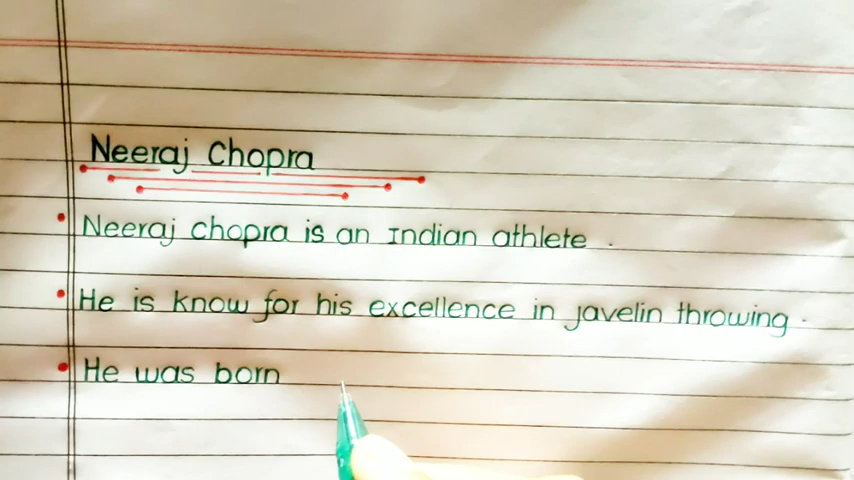 Neeraj Chopra
Neeraj chopra is an Indian athlete .
He is know for his excellence in javelin throwing .
He was born